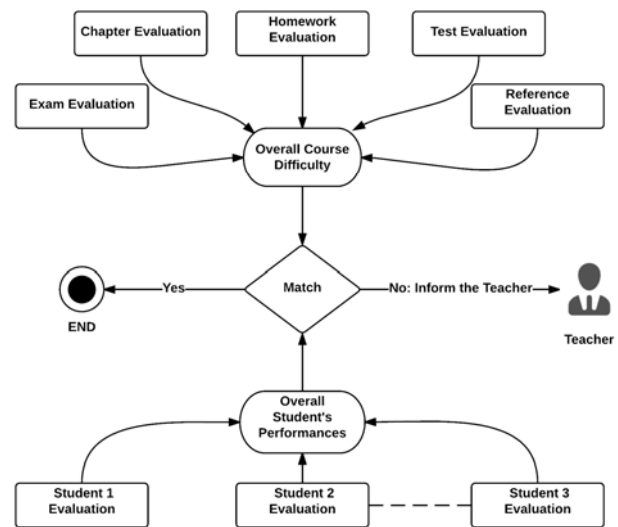 Chapter Evaluation
Homework
Evaluation
Test Evaluation
Exam Evaluation
Reference
Evaluation
Overall Course
Difficulty
Yes
Match
No: Inform the Teacher
END
Teacher
Overall
Student's
Performances
Student 1
Evaluation
Student 2
Evaluation
Student 3
Evaluation